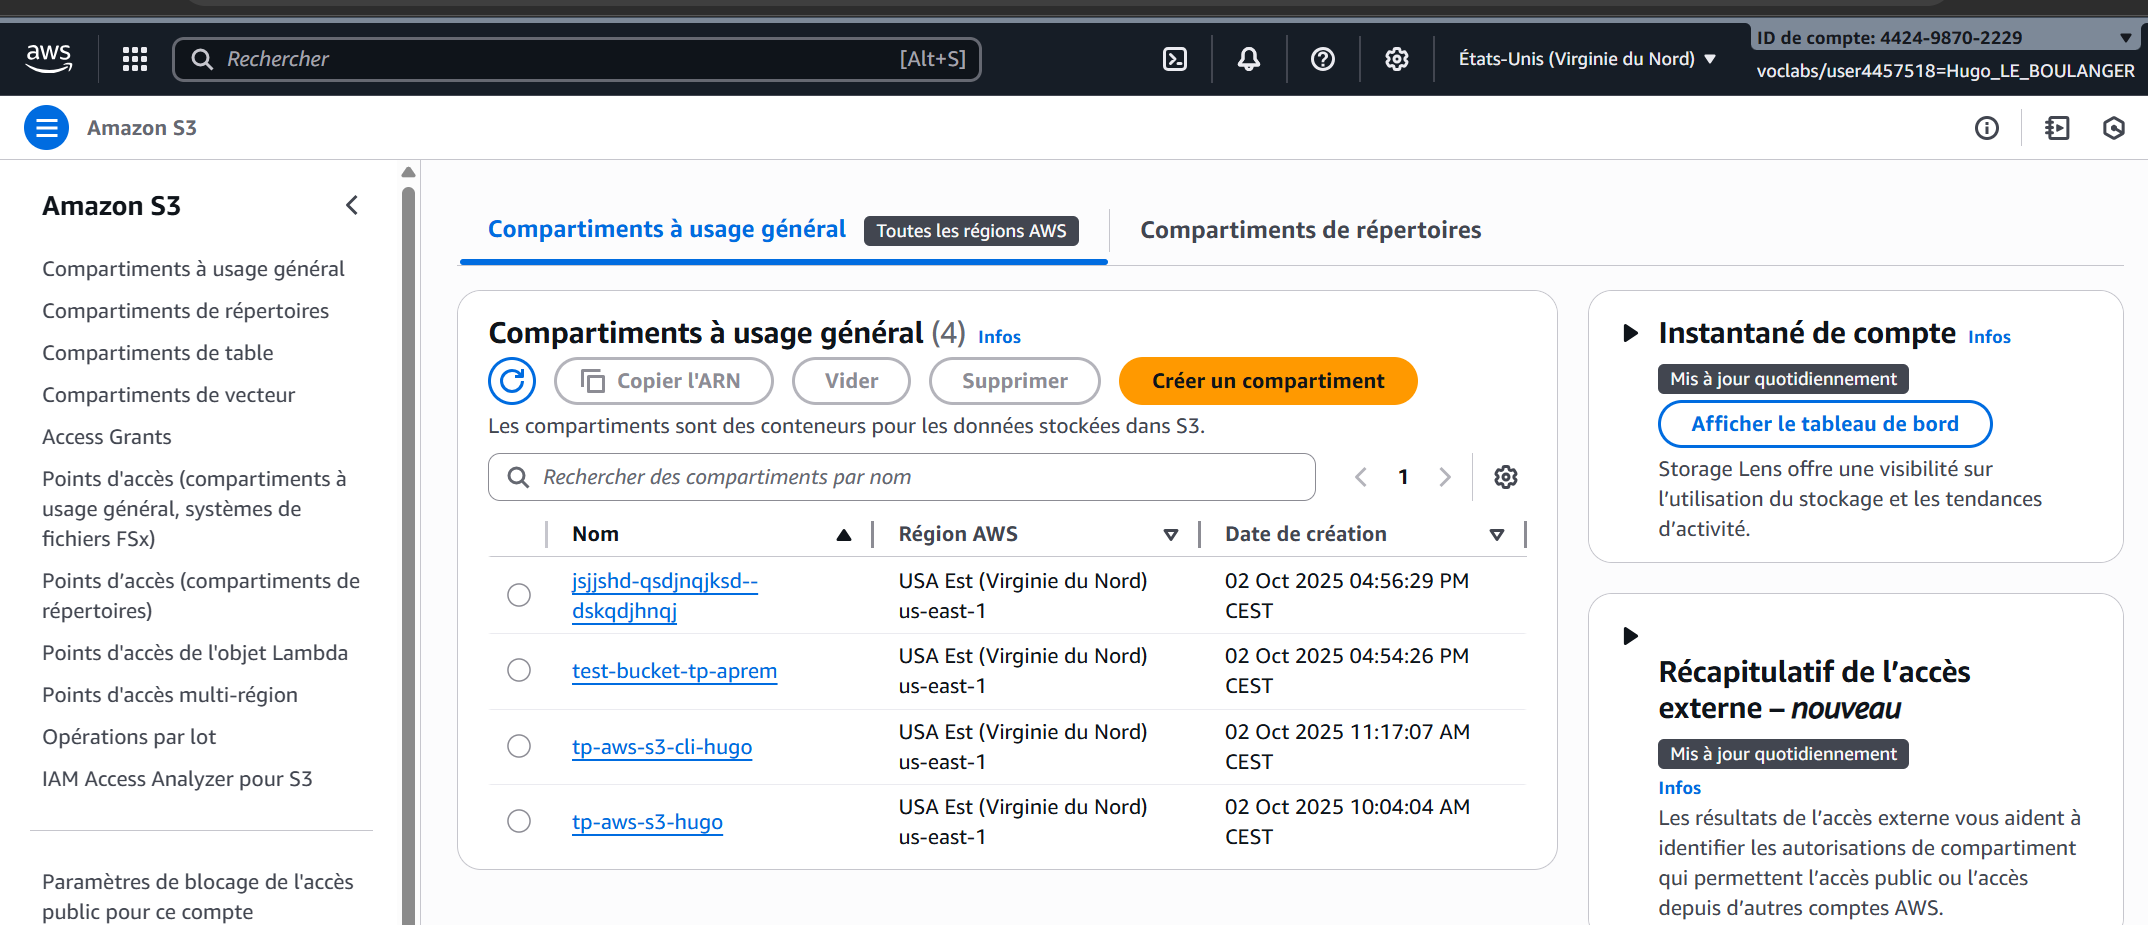 aws
Rechercher
[Alt+S]
États-Unis (Virginie du Nord)
ID de compte: 4424-9870-2229
voclabs/user4457518=Hugo_LE_BOULANGER
Amazon S3
Amazon S3
Compartiments à usage général
Compartiments de répertoires
Compartiments de table
Compartiments de vecteur
Access Grants
Points d'accès (compartiments à
usage général, systèmes de
fichiers FSx)
Points d’accès (compartiments de
répertoires)
Points d'accès de l'objet Lambda
Points d'accès multi-région
Opérations par lot
IAM Access Analyzer pour S3
Paramètres de blocage de l'accès
public pour ce compte
Compartiments à usage général
Toutes les régions AWS
Compartiments de répertoires
Compartiments à usage général (4) Infos
Copier l'ARN
Vider
Supprimer
Créer un compartiment
Les compartiments sont des conteneurs pour les données stockées dans S3.
Rechercher des compartiments par nom
1
Nom
Région AWS
Date de création
jsjjshd-qsdjnqjksd--
dskqdjhnqj
USA Est (Virginie du Nord)
us-east-1
02 Oct 2025 04:56:29 PM
CEST
test-bucket-tp-aprem
USA Est (Virginie du Nord)
us-east-1
02 Oct 2025 04:54:26 PM
CEST
tp-aws-s3-cli-hugo
USA Est (Virginie du Nord)
us-east-1
02 Oct 2025 11:17:07 AM
CEST
tp-aws-s3-hugo
USA Est (Virginie du Nord)
us-east-1
02 Oct 2025 10:04:04 AM
CEST
Instantané de compte Infos
Mis à jour quotidiennement
Afficher le tableau de bord
Storage Lens offre une visibilité sur
l’utilisation du stockage et les tendances
d’activité.
Récapitulatif de l’accès
externe – nouveau
Mis à jour quotidiennement
Infos
Les résultats de l’accès externe vous aident à
identifier les autorisations de compartiment
qui permettent l’accès public ou l’accès
depuis d’autres comptes AWS.